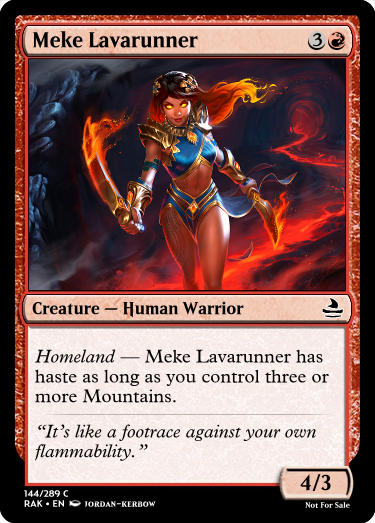 Meke Lavarunner 3
Creature — Human Warrior
Homeland — Meke Lavarunner has
haste as long as you control three or
more Mountains.
“It’s like a footrace against your own
flammability.”
4/3
144/289 C
RAK • EN JORDAN-KERBOW
Not For Sale